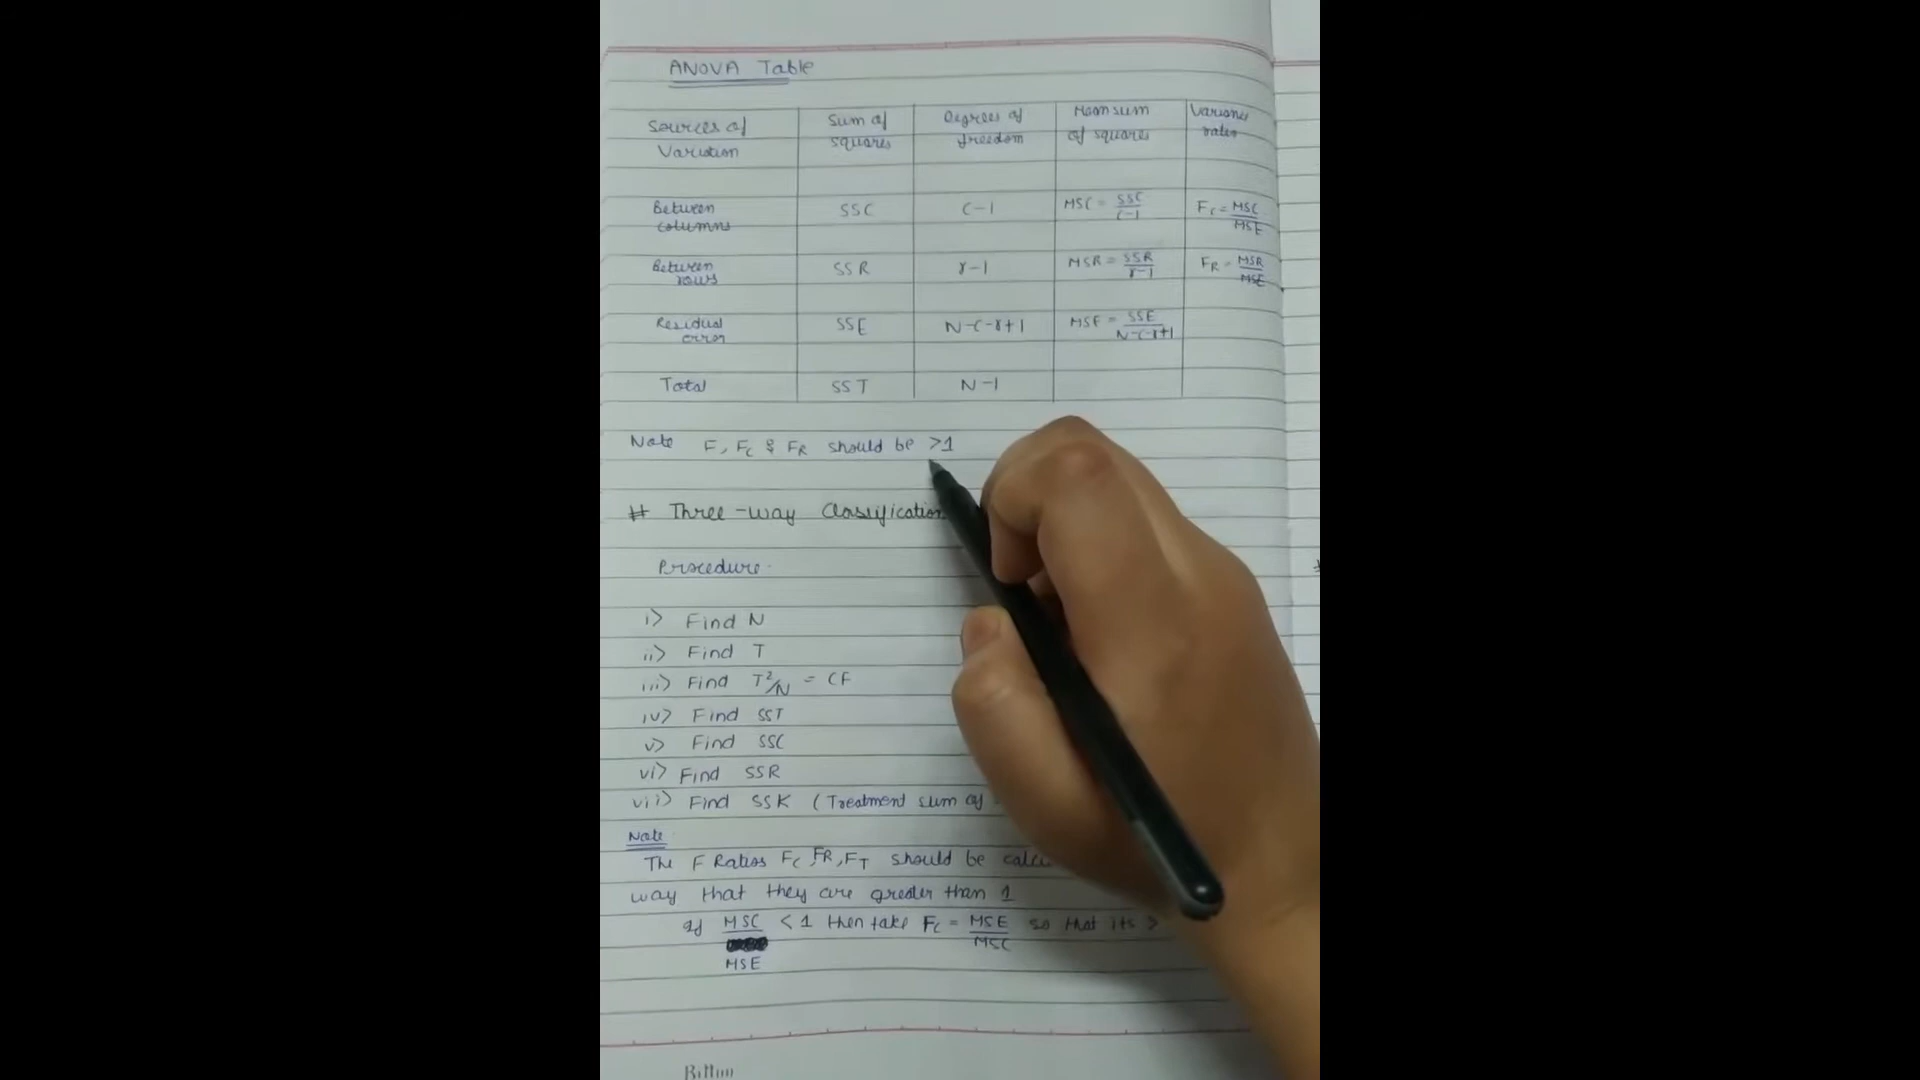 ANOVA Table
Sources of Variation | Sum of squares | Degrees of freedom | Mean sum of squares | Variance ratio
Between columns | SSC | C-1 | MSC = SSC/C-1 | FC = MSC/MSE
Between rows | SSR | r-1 | MSR = SSR/r-1 | FR = MSR/MSE
Residual error | SSE | N-C-r+1 | MSE = SSE/N-C-r+1
Total | SST | N-1
Note F, FC & FR should be >1
# Three-way Classification
Procedure
i> Find N
ii> Find T
iii> Find T²/N = CF
iv> Find SST
v> Find SSC
vi> Find SSR
vii> Find SSK (Treatment sum of
Note
The F Ratios FC, FR, FT should be calcu
way that they are greater than 1
If MSC/MSE < 1 then take FC = MSE/MSC so that its >